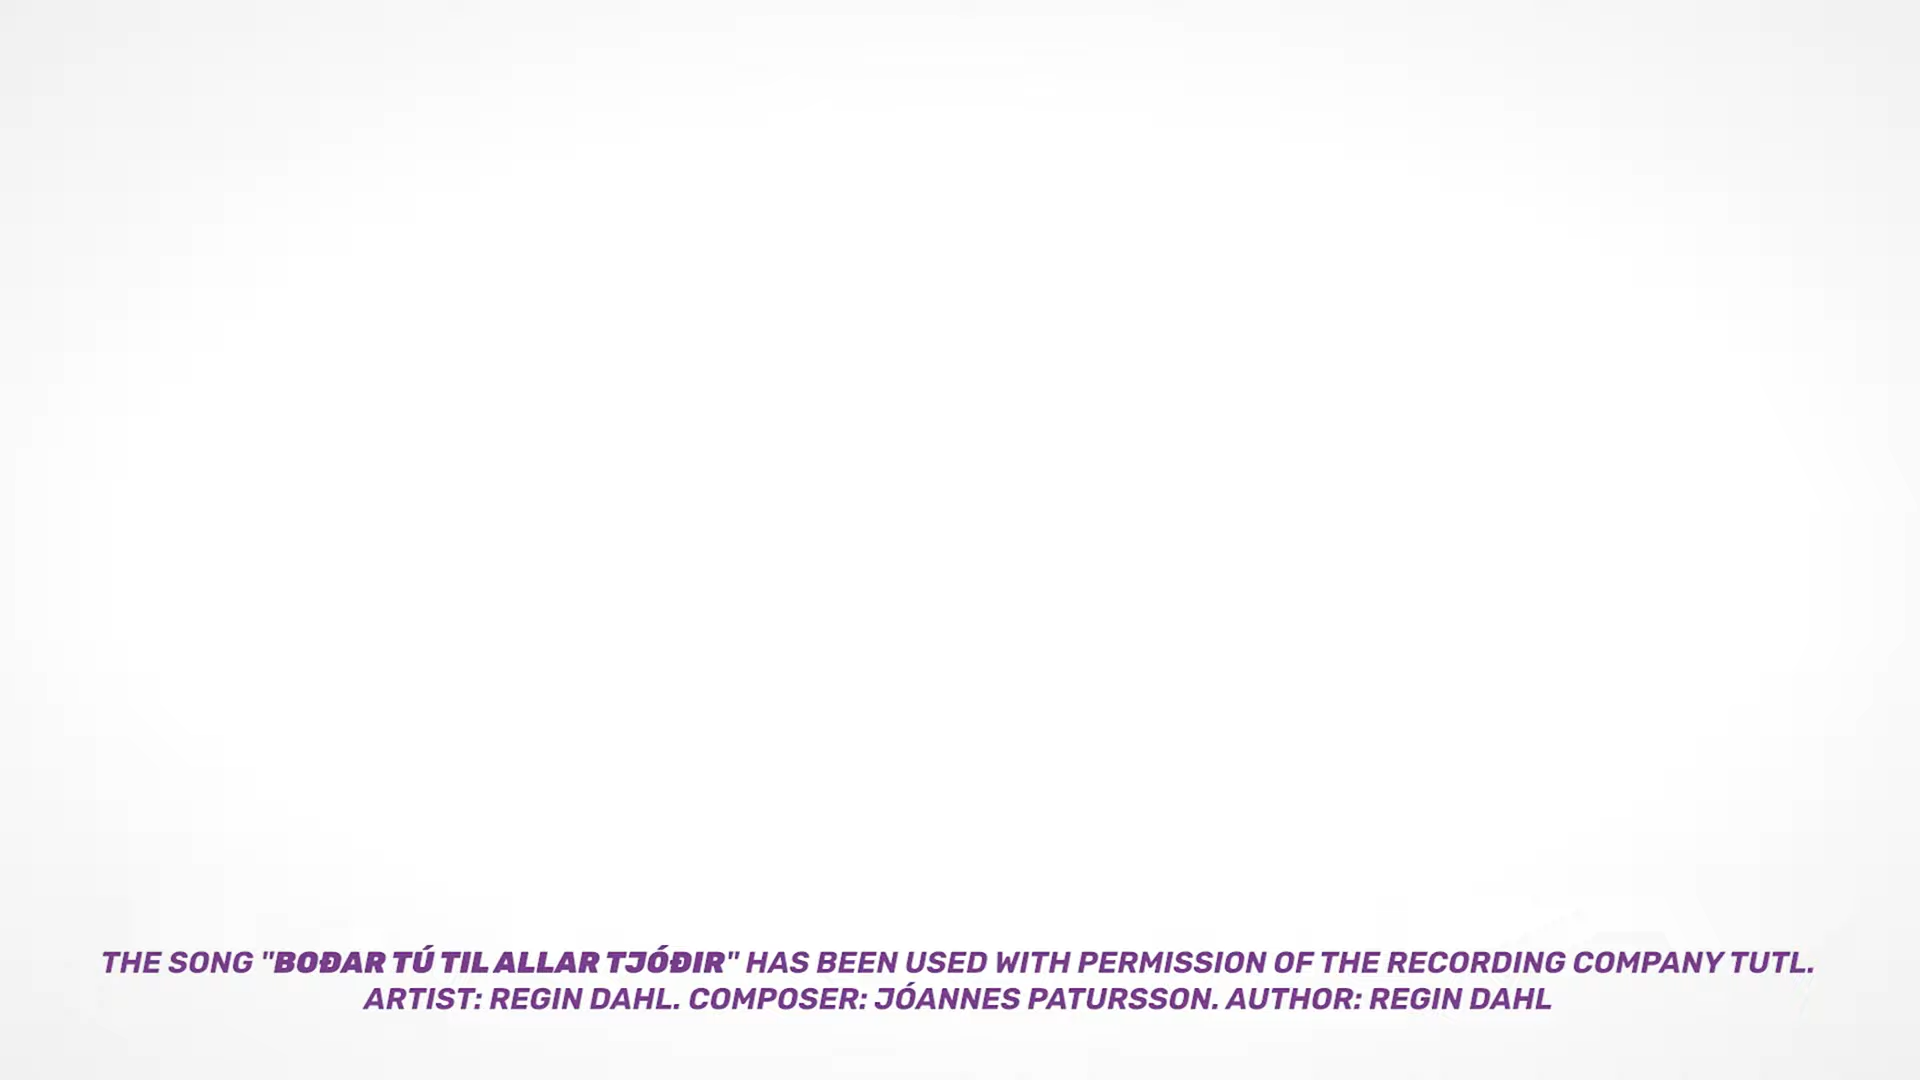 THE SONG "BOÐAR TÚ TIL ALLAR TJÓÐIR" HAS BEEN USED WITH PERMISSION OF THE RECORDING COMPANY TUTL.
ARTIST: REGIN DAHL. COMPOSER: JÓANNES PATURSSON. AUTHOR: REGIN DAHL